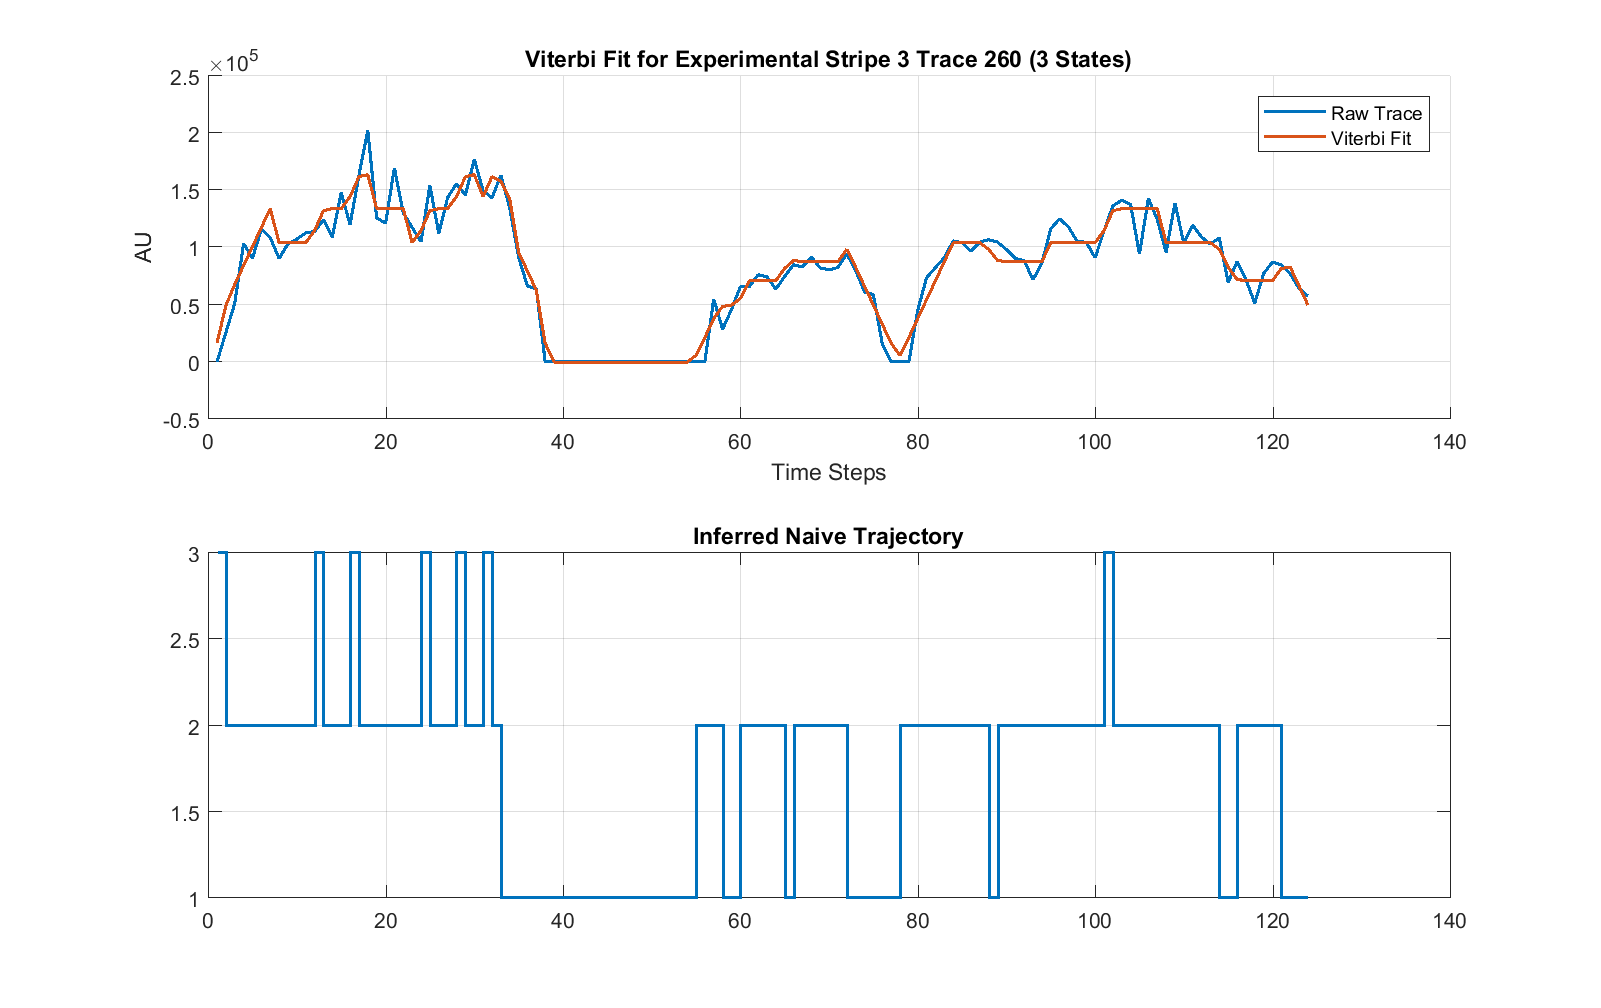 Viterbi Fit for Experimental Stripe 3 Trace 260 (3 States)
×10⁵
2.5
2
1.5
1
0.5
0
-0.5
AU
Raw Trace
Viterbi Fit
0 20 40 60 80 100 120 140
Time Steps
Inferred Naive Trajectory
3
2.5
2
1.5
1
0 20 40 60 80 100 120 140